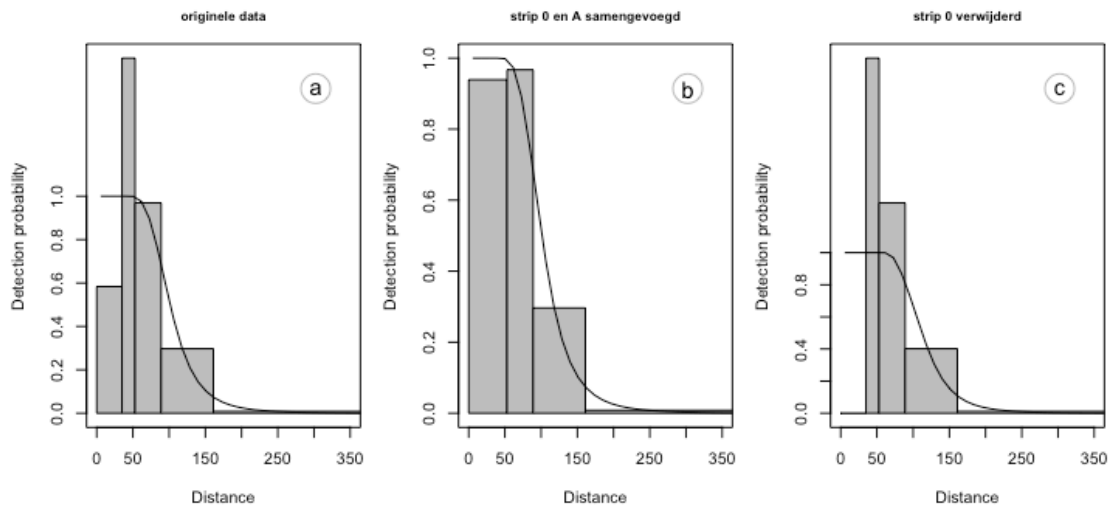 originele data
a
Detection probability
1.0
0.8
0.6
0.4
0.2
0.0
0 50 150 250 350
Distance
strip 0 en A samengevoegd
b
Detection probability
1.0
0.8
0.6
0.4
0.2
0.0
0 50 150 250 350
Distance
strip 0 verwijderd
c
Detection probability
0.8
0.4
0.0
0 50 150 250 350
Distance